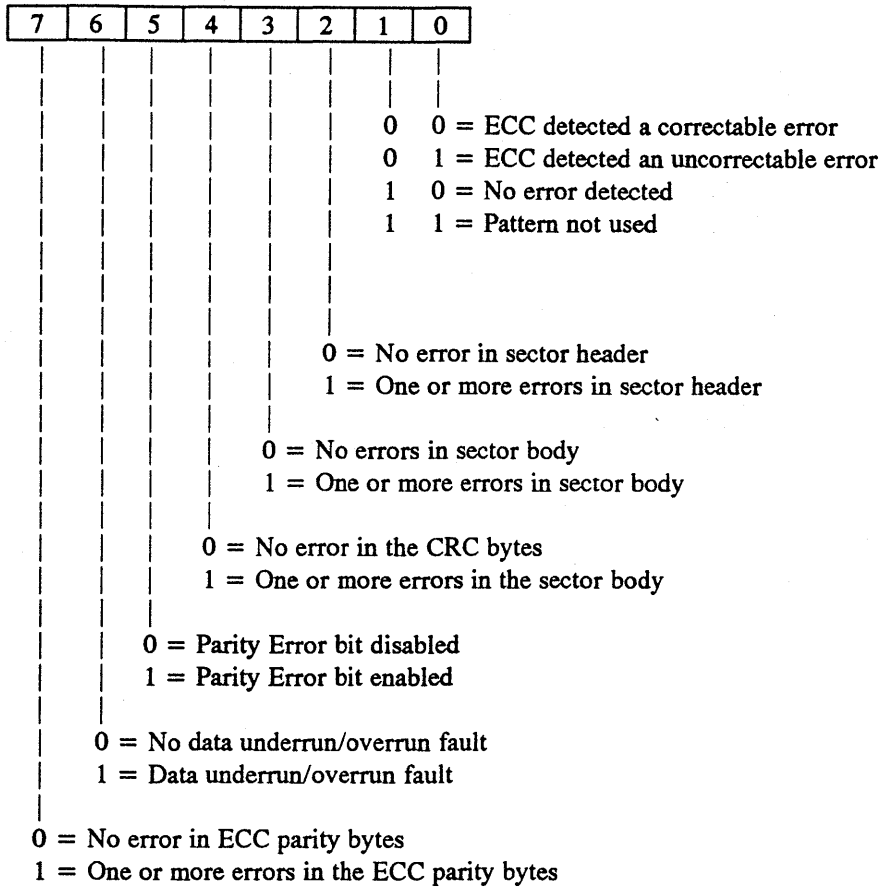 7 6 5 4 3 2 1 0
0 0 = ECC detected a correctable error
0 1 = ECC detected an uncorrectable error
1 0 = No error detected
1 1 = Pattern not used
0 = No error in sector header
1 = One or more errors in sector header
0 = No errors in sector body
1 = One or more errors in sector body
0 = No error in the CRC bytes
1 = One or more errors in the sector body
0 = Parity Error bit disabled
1 = Parity Error bit enabled
0 = No data underrun/overrun fault
1 = Data underrun/overrun fault
0 = No error in ECC parity bytes
1 = One or more errors in the ECC parity bytes